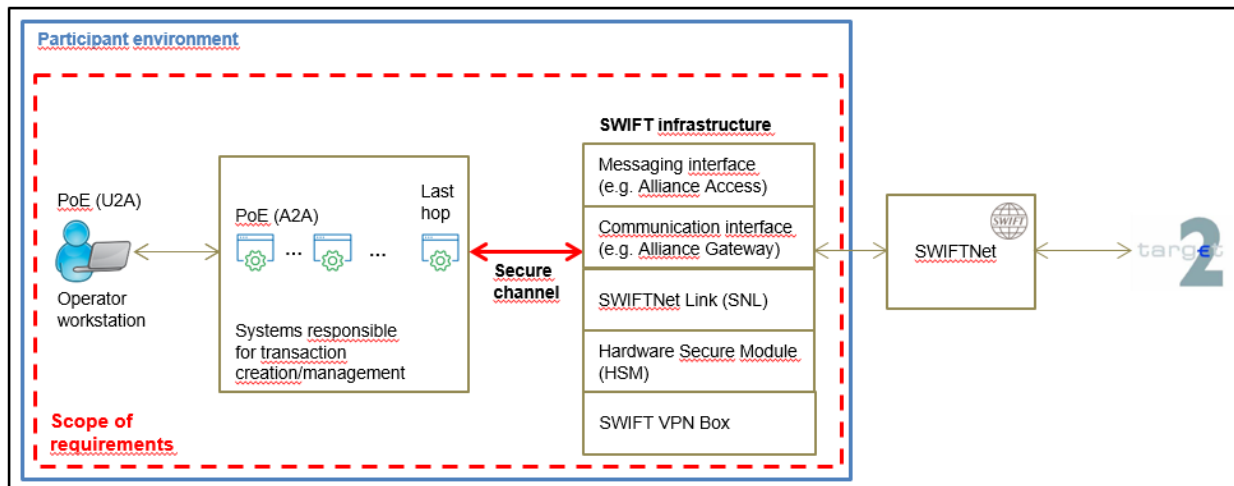 Participant environment
SWIFT infrastructure
Messaging interface
(e.g. Alliance Access)
Last
hop
PoE (U2A)
PoE (A2A)
... ...
Communication interface
(e.g. Alliance Gateway)
SWIFT
SWIFTNet
target
2
Secure
channel
Operator
workstation
SWIFTNet Link (SNL)
Systems responsible
for transaction
creation/management
Hardware Secure Module
(HSM)
Scope of
requirements
SWIFT VPN Box